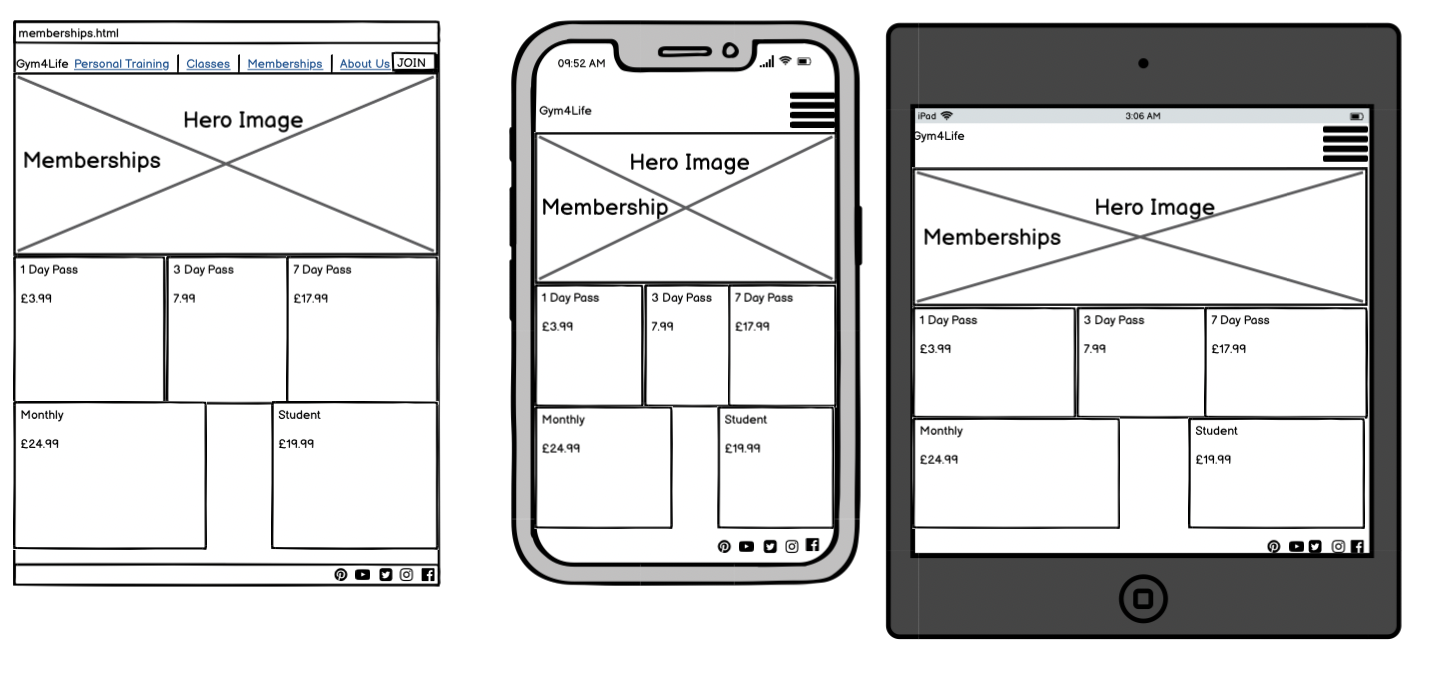 memberships.html
Gym4Life Personal Training Classes Memberships About Us JOIN
Hero Image
Memberships
1 Day Pass 3 Day Pass 7 Day Pass
£3.99 7.99 £17.99
Monthly Student
£24.99 £19.99
09:52 AM
Gym4Life
Hero Image
Membership
1 Day Pass 3 Day Pass 7 Day Pass
£3.99 7.99 £17.99
Monthly Student
£24.99 £19.99
iPad 3:06 AM
Gym4Life
Hero Image
Memberships
1 Day Pass 3 Day Pass 7 Day Pass
£3.99 7.99 £17.99
Monthly Student
£24.99 £19.99